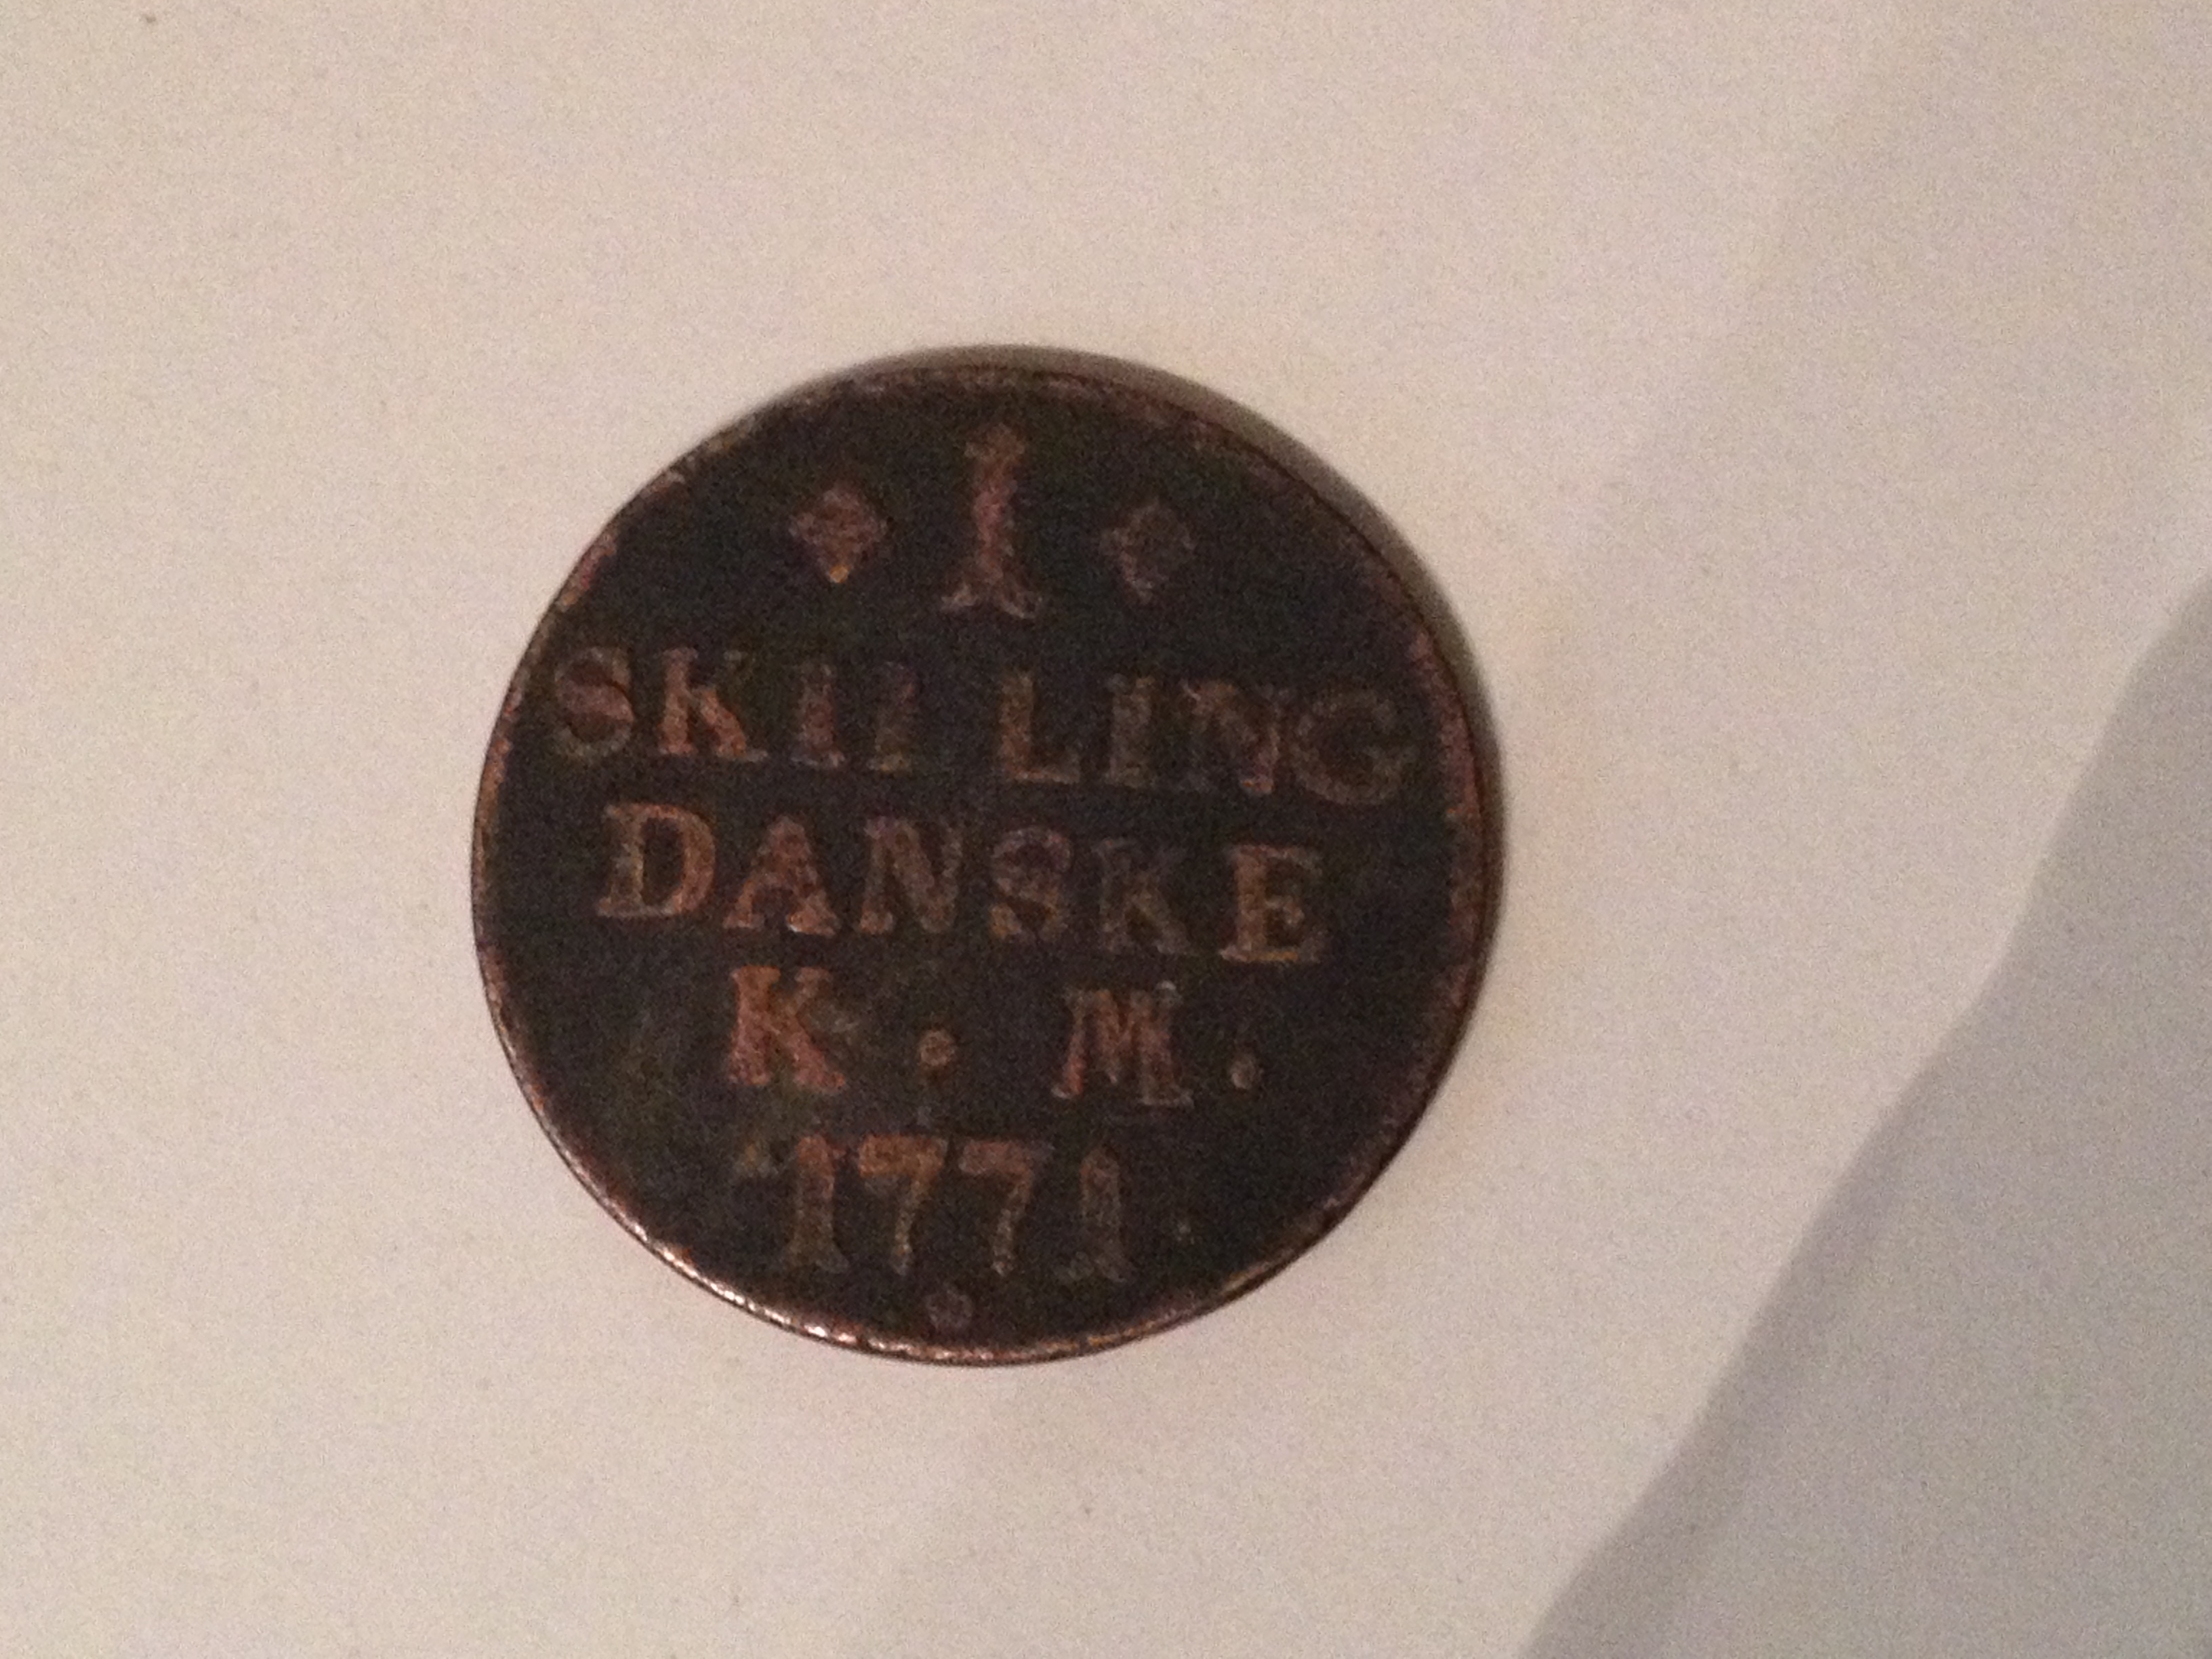 1
SKILLING
DANSKE
K. M.
1771